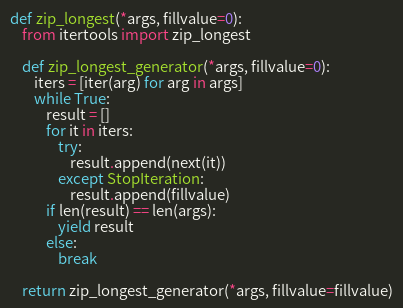 def zip_longest(*args, fillvalue=0):
    from itertools import zip_longest

    def zip_longest_generator(*args, fillvalue=0):
        iters = [iter(arg) for arg in args]
        while True:
            result = []
            for it in iters:
                try:
                    result.append(next(it))
                except StopIteration:
                    result.append(fillvalue)
            if len(result) == len(args):
                yield result
            else:
                break

    return zip_longest_generator(*args, fillvalue=fillvalue)